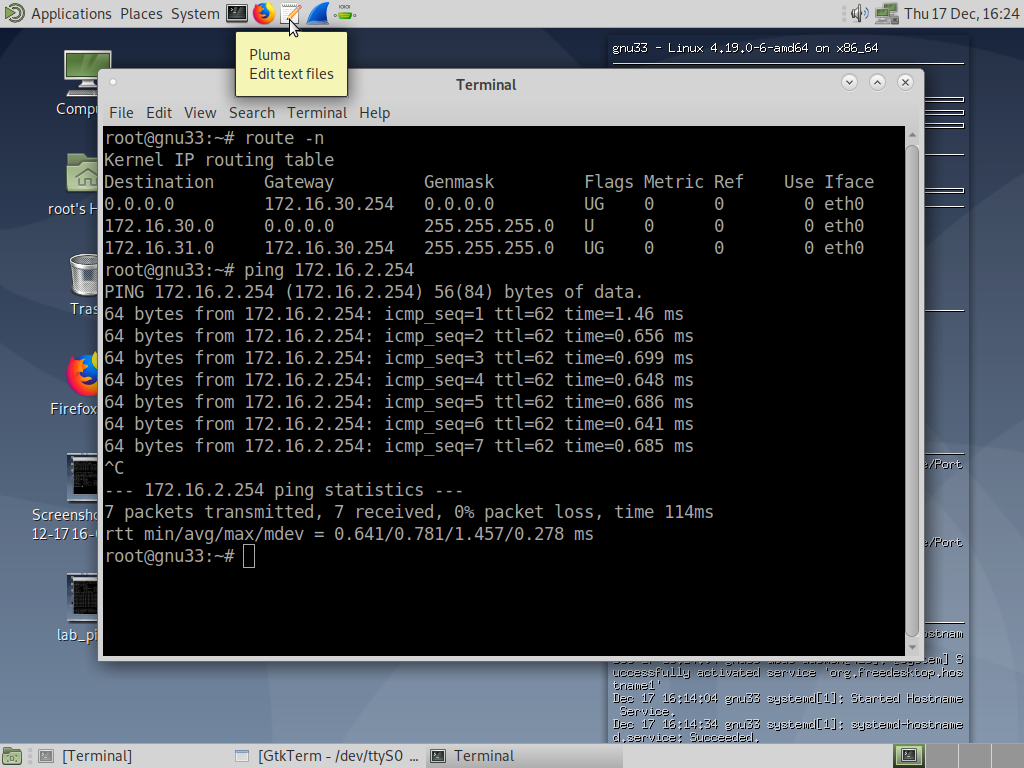 Applications Places System
Thu 17 Dec, 16:24
Pluma
Edit text files
gnu33 - Linux 4.19.0-6-amd64 on x86_64
Terminal
File Edit View Search Terminal Help
root@gnu33:~# route -n
Kernel IP routing table
Destination Gateway Genmask Flags Metric Ref Use Iface
0.0.0.0 172.16.30.254 0.0.0.0 UG 0 0 0 eth0
172.16.30.0 0.0.0.0 255.255.255.0 U 0 0 0 eth0
172.16.31.0 172.16.30.254 255.255.255.0 UG 0 0 0 eth0
root@gnu33:~# ping 172.16.2.254
PING 172.16.2.254 (172.16.2.254) 56(84) bytes of data.
64 bytes from 172.16.2.254: icmp_seq=1 ttl=62 time=1.46 ms
64 bytes from 172.16.2.254: icmp_seq=2 ttl=62 time=0.656 ms
64 bytes from 172.16.2.254: icmp_seq=3 ttl=62 time=0.699 ms
64 bytes from 172.16.2.254: icmp_seq=4 ttl=62 time=0.648 ms
64 bytes from 172.16.2.254: icmp_seq=5 ttl=62 time=0.686 ms
64 bytes from 172.16.2.254: icmp_seq=6 ttl=62 time=0.641 ms
64 bytes from 172.16.2.254: icmp_seq=7 ttl=62 time=0.685 ms
^C
--- 172.16.2.254 ping statistics ---
7 packets transmitted, 7 received, 0% packet loss, time 114ms
rtt min/avg/max/mdev = 0.641/0.781/1.457/0.278 ms
root@gnu33:~#
Compu
root's H
Tras
Firefox
Screensho
12-17 16-
lab_pi
e/Port
e/Port
ostnam
] S
uccessfully activated service 'org.freedesktop.hos
tname1'
Dec 17 16:14:04 gnu33 systemd[1]: Started Hostname
Service.
Dec 17 16:14:34 gnu33 systemd[1]: systemd-hostname
d.service: Succeeded.
[Terminal]
[GtkTerm - /dev/ttyS0 ...
Terminal